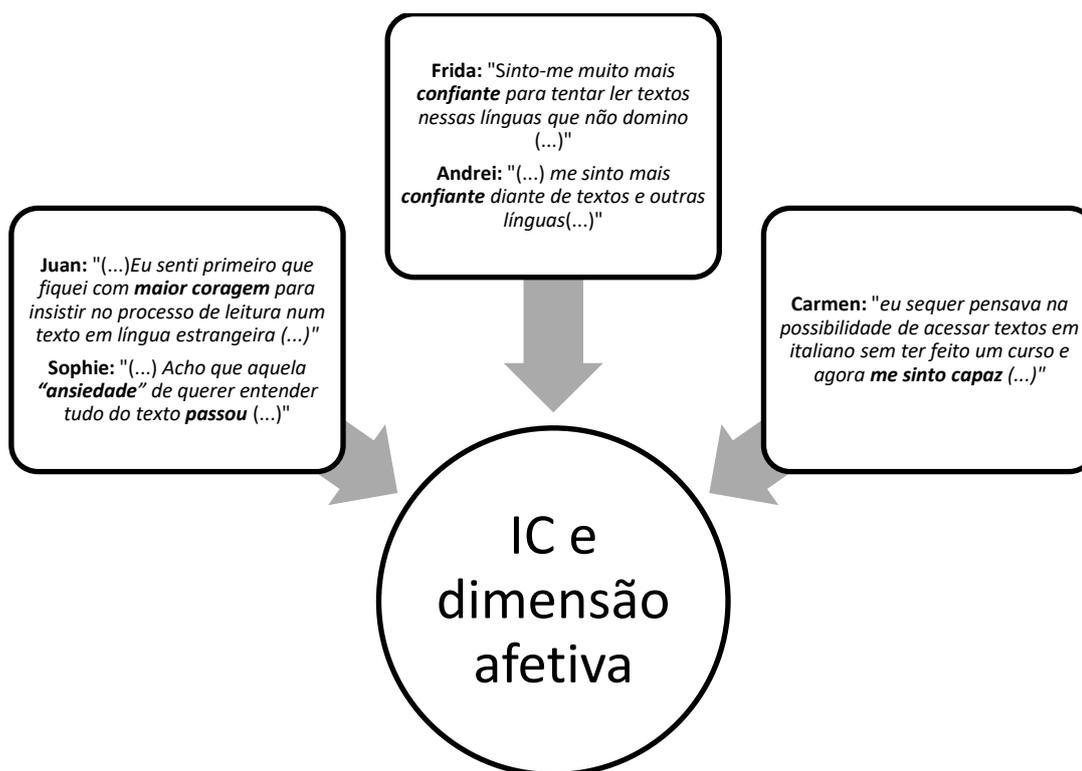 Frida: "Sinto-me muito mais
confiante para tentar ler textos
nessas línguas que não domino
(...)"
Andrei: "(...) me sinto mais
confiante diante de textos e outras
línguas(...)"
Juan: "(...)Eu senti primeiro que
fiquei com maior coragem para
insistir no processo de leitura num
texto em língua estrangeira (...)"
Sophie: "(...) Acho que aquela
“ansiedade” de querer entender
tudo do texto passou (...)"
Carmen: "eu sequer pensava na
possibilidade de acessar textos em
italiano sem ter feito um curso e
agora me sinto capaz (...)"
IC e
dimensão
afetiva